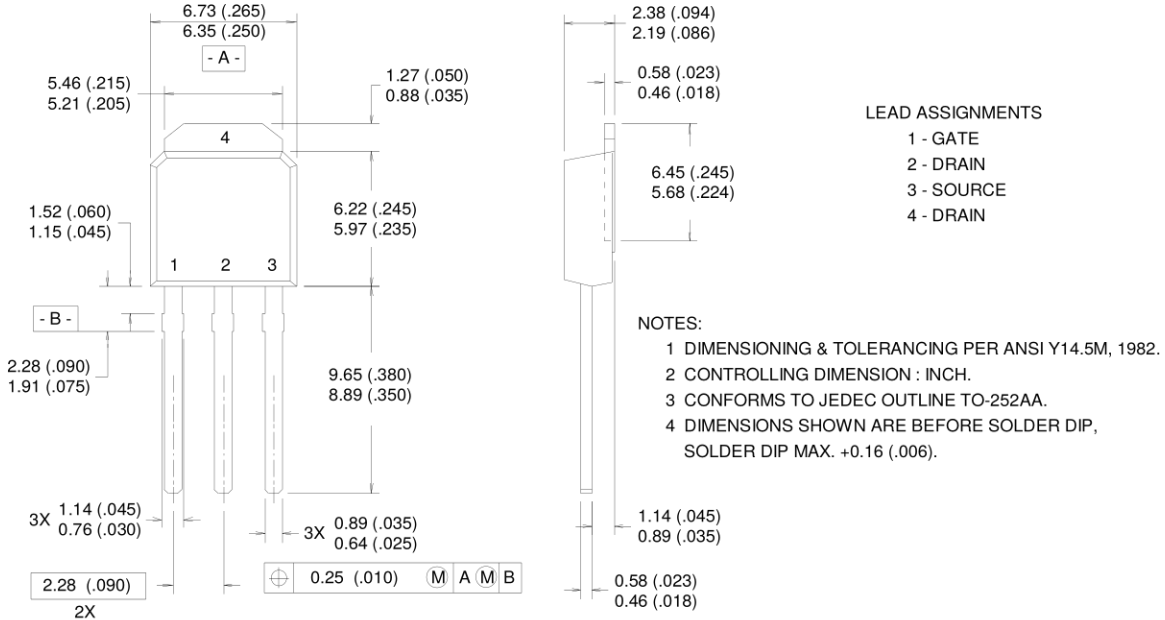 6.73 (.265)
6.35 (.250)
- A -
5.46 (.215)
5.21 (.205)
1.27 (.050)
0.88 (.035)
4
1.52 (.060)
1.15 (.045)
6.22 (.245)
5.97 (.235)
1 2 3
- B -
2.28 (.090)
1.91 (.075)
9.65 (.380)
8.89 (.350)
3X 1.14 (.045)
0.76 (.030)
3X 0.89 (.035)
0.64 (.025)
2.28 (.090)
2X
⌖ 0.25 (.010) Ⓜ A Ⓜ B
2.38 (.094)
2.19 (.086)
0.58 (.023)
0.46 (.018)
6.45 (.245)
5.68 (.224)
1.14 (.045)
0.89 (.035)
0.58 (.023)
0.46 (.018)
LEAD ASSIGNMENTS
1 - GATE
2 - DRAIN
3 - SOURCE
4 - DRAIN
NOTES:
1 DIMENSIONING & TOLERANCING PER ANSI Y14.5M, 1982.
2 CONTROLLING DIMENSION : INCH.
3 CONFORMS TO JEDEC OUTLINE TO-252AA.
4 DIMENSIONS SHOWN ARE BEFORE SOLDER DIP,
SOLDER DIP MAX. +0.16 (.006).